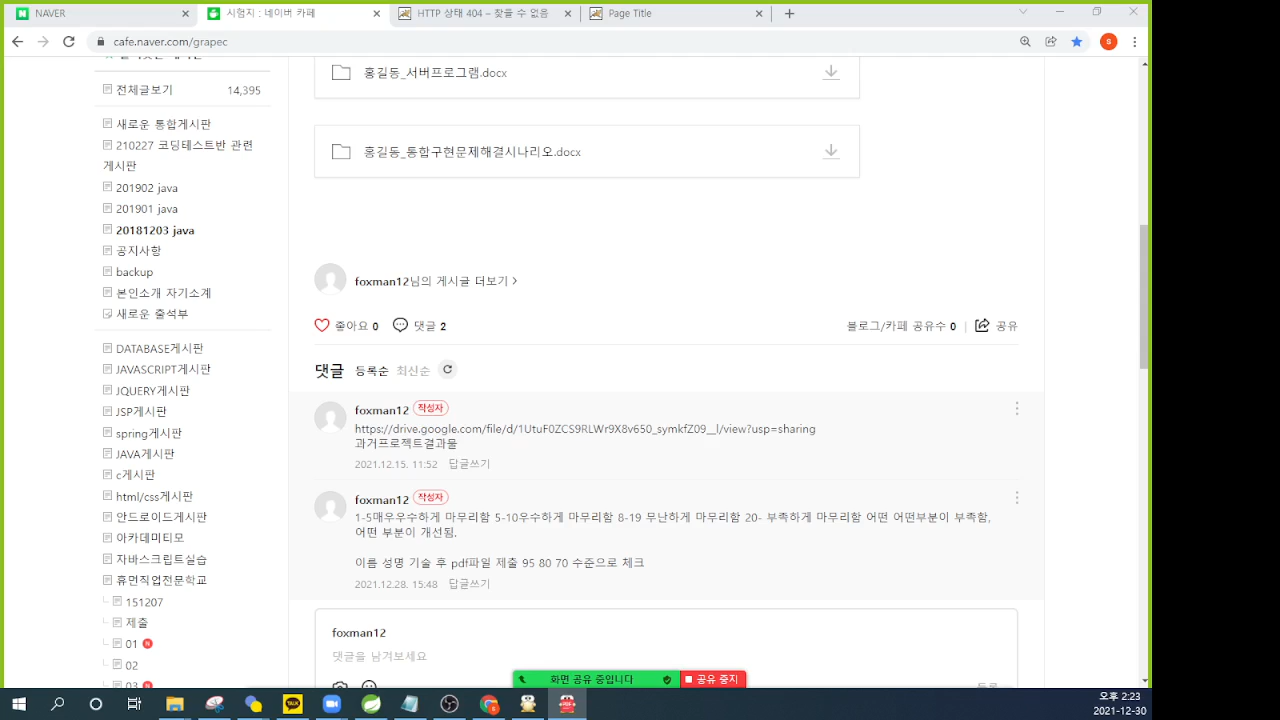 NAVER
시험지 : 네이버 카페
HTTP 상태 404 – 찾을 수 없음
Page Title
cafe.naver.com/grapec
전체글보기 14,395
새로운 통합게시판
210227 코딩테스트반 관련
게시판
201902 java
201901 java
20181203 java
공지사항
backup
본인소개 자기소계
새로운 출석부
DATABASE게시판
JAVASCRIPT게시판
JQUERY게시판
JSP게시판
spring게시판
JAVA게시판
c게시판
html/css게시판
안드로이드게시판
아카데미티모
자바스크립트실습
휴먼직업전문학교
151207
제출
01 N
02
03 N
홍길동_서버프로그램.docx
홍길동_통합구현문제해결시나리오.docx
foxman12님의 게시글 더보기 >
좋아요 0 댓글 2
블로그/카페 공유수 0 | 공유
댓글 등록순 최신순
foxman12 작성자
https://drive.google.com/file/d/1UtuF0ZCS9RLWr9X8v650_symkfZ09__l/view?usp=sharing
과거프로젝트결과물
2021.12.15. 11:52 답글쓰기
foxman12 작성자
1-5매우우수하게 마무리함 5-10우수하게 마무리함 8-19 무난하게 마무리함 20- 부족하게 마무리함 어떤 어떤부분이 부족함,
어떤 부분이 개선됨.
이름 성명 기술 후 pdf파일 제출 95 80 70 수준으로 체크
2021.12.28. 15:48 답글쓰기
foxman12
댓글을 남겨보세요
화면 공유 중입니다 공유 중지
TALK
오후 2:23
2021-12-30